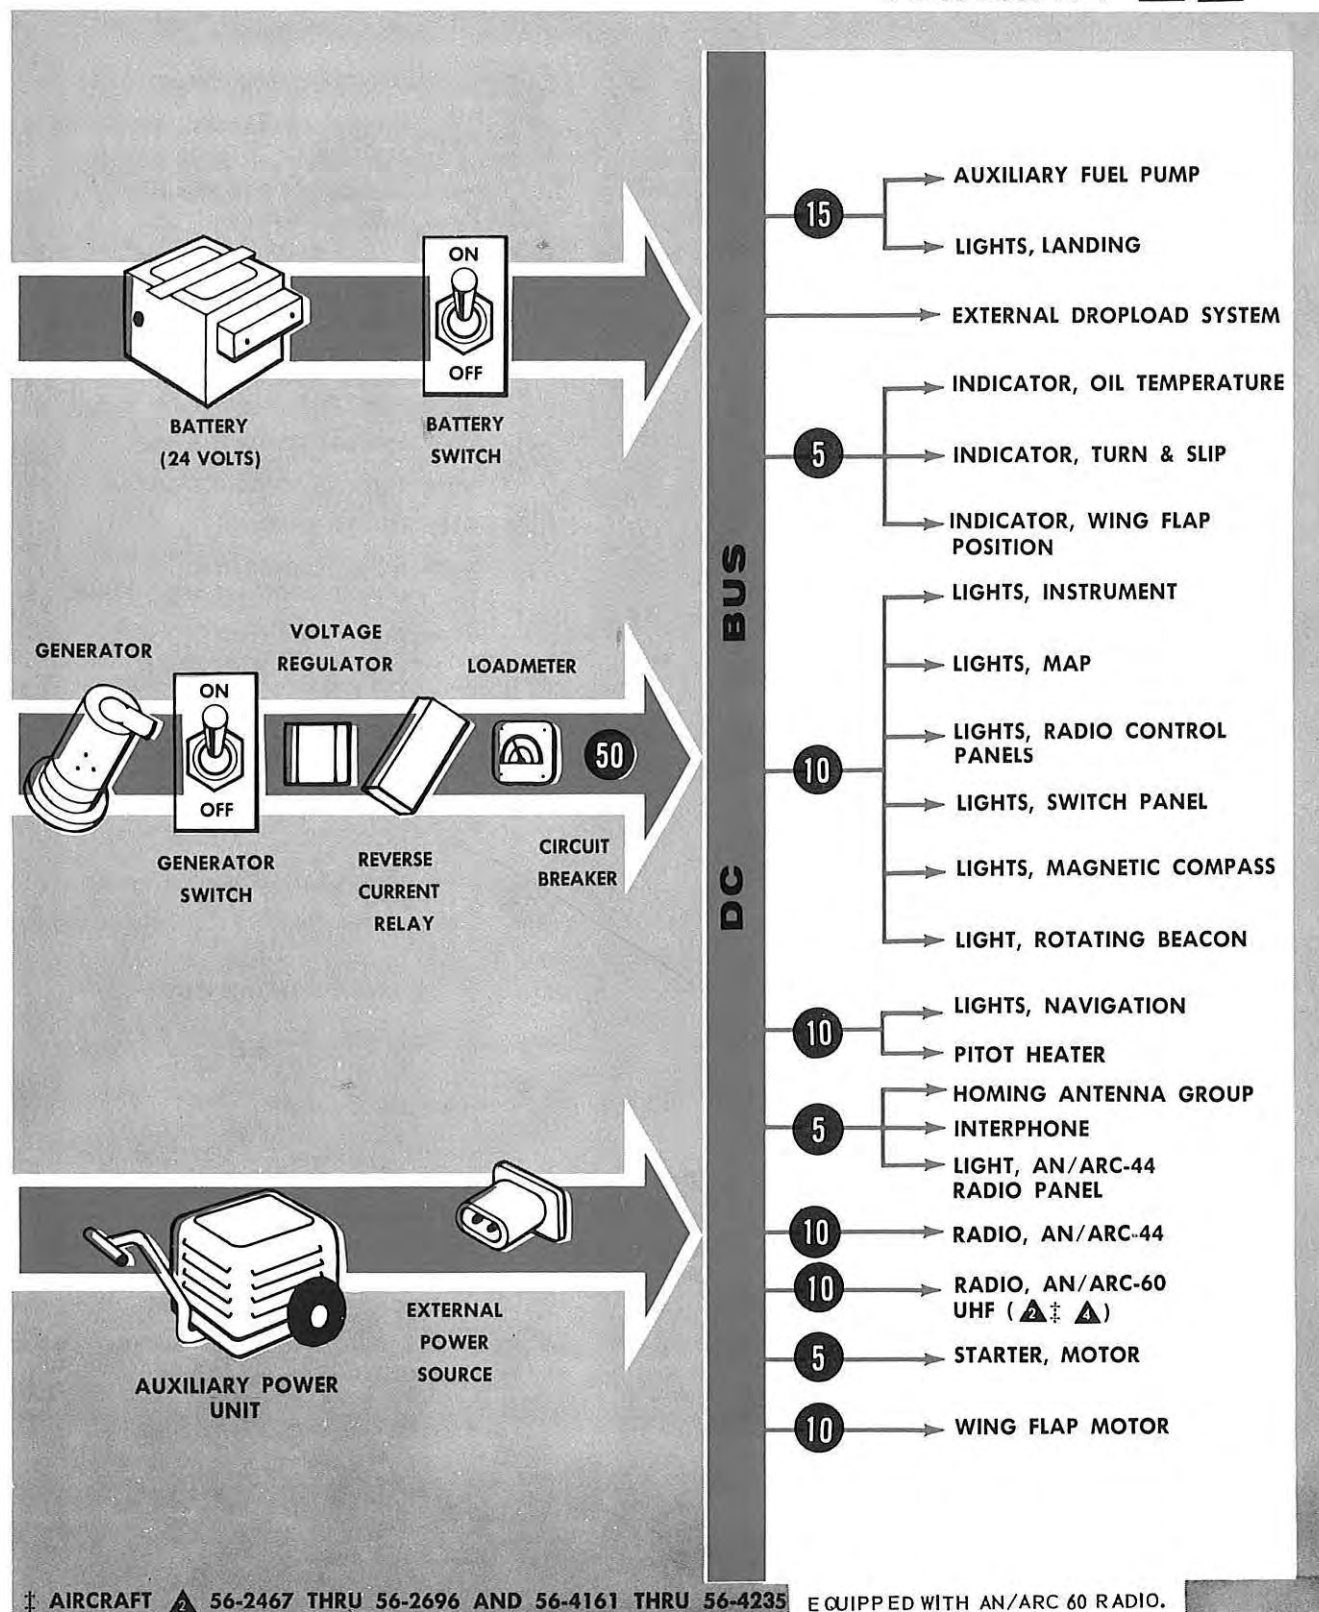 15
AUXILIARY FUEL PUMP
LIGHTS, LANDING
ON
OFF
BATTERY
(24 VOLTS)
BATTERY
SWITCH
EXTERNAL DROPLOAD SYSTEM
5
INDICATOR, OIL TEMPERATURE
INDICATOR, TURN & SLIP
INDICATOR, WING FLAP
POSITION
DC BUS
GENERATOR
ON
OFF
GENERATOR
SWITCH
VOLTAGE
REGULATOR
REVERSE
CURRENT
RELAY
LOADMETER
50
CIRCUIT
BREAKER
10
LIGHTS, INSTRUMENT
LIGHTS, MAP
LIGHTS, RADIO CONTROL
PANELS
LIGHTS, SWITCH PANEL
LIGHTS, MAGNETIC COMPASS
LIGHT, ROTATING BEACON
10
LIGHTS, NAVIGATION
PITOT HEATER
5
HOMING ANTENNA GROUP
INTERPHONE
LIGHT, AN/ARC-44
RADIO PANEL
10
RADIO, AN/ARC-44
10
RADIO, AN/ARC-60
UHF (2 ‡ 4)
5
STARTER, MOTOR
10
WING FLAP MOTOR
AUXILIARY POWER
UNIT
EXTERNAL
POWER
SOURCE
‡ AIRCRAFT 2 56-2467 THRU 56-2696 AND 56-4161 THRU 56-4235 EQUIPPED WITH AN/ARC 60 RADIO.